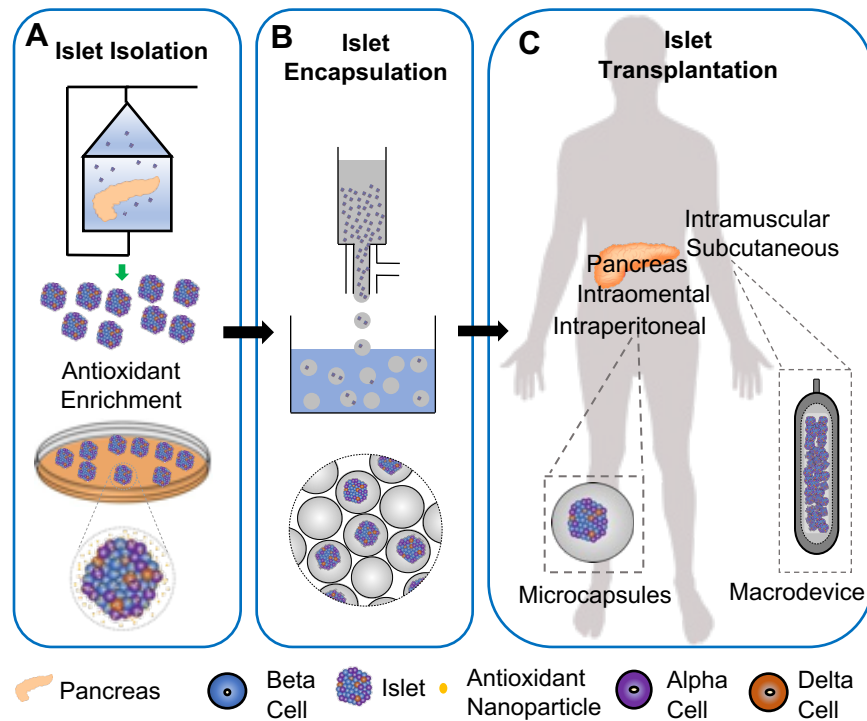 A
Islet Isolation
Antioxidant
Enrichment
B
Islet
Encapsulation
C
Islet
Transplantation
Intramuscular
Subcutaneous
Pancreas
Intraomental
Intraperitoneal
Microcapsules
Macrodevice
Pancreas
Beta
Cell
Islet
Antioxidant
Nanoparticle
Alpha
Cell
Delta
Cell